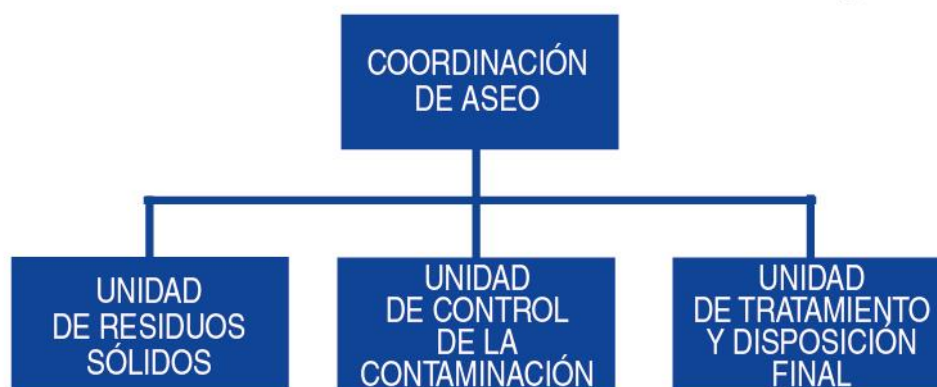 COORDINACIÓN
DE ASEO
UNIDAD
DE RESIDUOS
SÓLIDOS
UNIDAD
DE CONTROL
DE LA
CONTAMINACIÓN
UNIDAD
DE TRATAMIENTO
Y DISPOSICIÓN
FINAL